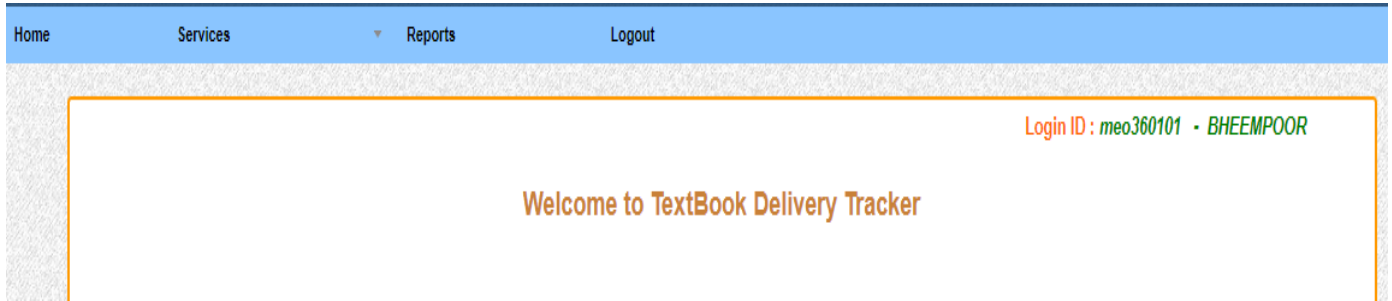 Home Services Reports Logout
Login ID : meo360101 - BHEEMPOOR
Welcome to TextBook Delivery Tracker